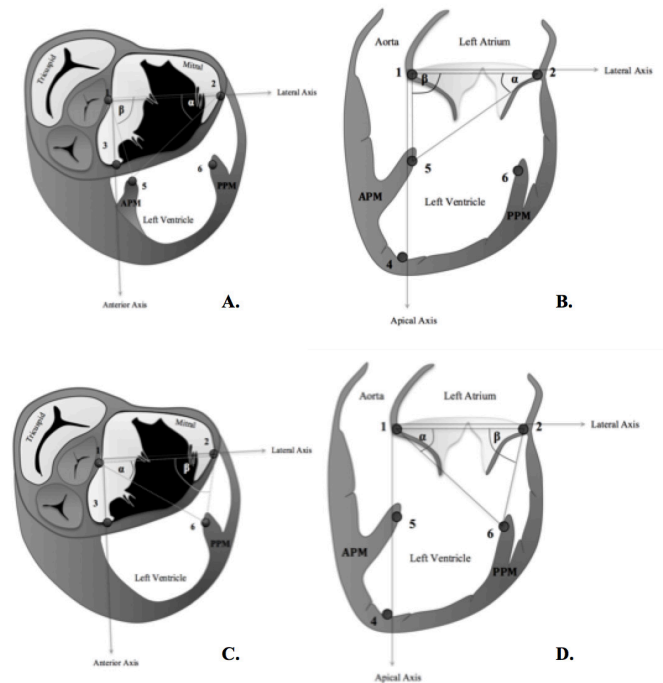 Tricuspid
Mitral
2
Lateral Axis
β
α
3
5
6
APM
PPM
Left Ventricle
Anterior Axis
A.
Aorta
Left Atrium
1
β
α
2
Lateral Axis
5
6
APM
PPM
Left Ventricle
4
Apical Axis
B.
Tricuspid
Mitral
1
2
Lateral Axis
α
β
3
6
PPM
Left Ventricle
Anterior Axis
C.
Aorta
Left Atrium
1
α
β
2
Lateral Axis
5
6
APM
PPM
Left Ventricle
4
Apical Axis
D.